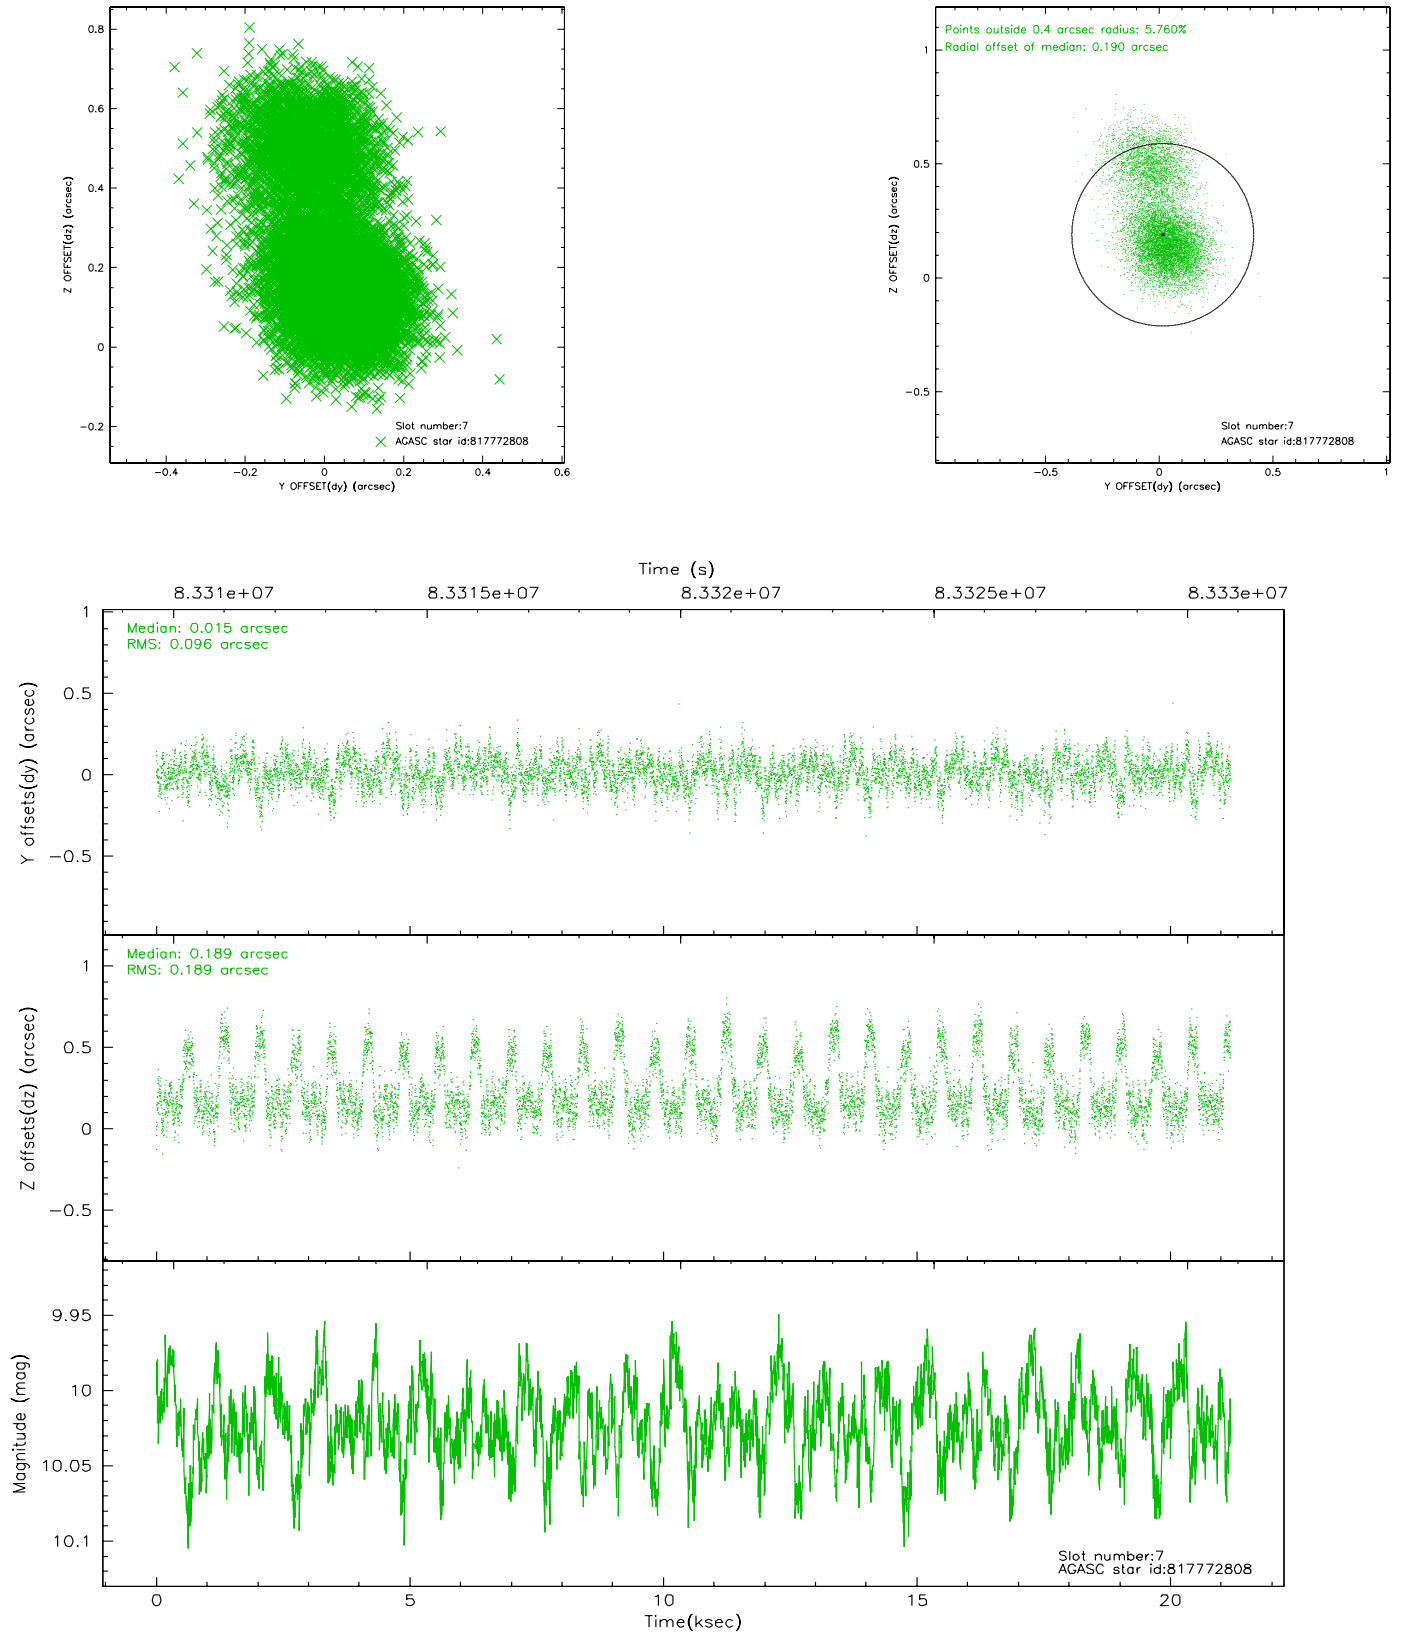 0.8
0.6
0.4
0.2
0
−0.2
Z OFFSET(dz) (arcsec)
−0.4
−0.2
0
0.2
0.4
0.6
Y OFFSET(dy) (arcsec)
Slot number:7
AGASC star id:817772808
Points outside 0.4 arcsec radius: 5.760%
Radial offset of median: 0.190 arcsec
1
0.5
0
−0.5
Z OFFSET(dz) (arcsec)
−0.5
0
0.5
1
Y OFFSET(dy) (arcsec)
Slot number:7
AGASC star id:817772808
Time (s)
8.331e+07
8.3315e+07
8.332e+07
8.3325e+07
8.333e+07
Median: 0.015 arcsec
RMS: 0.096 arcsec
1
0.5
0
−0.5
Y offsets(dy) (arcsec)
Median: 0.189 arcsec
RMS: 0.189 arcsec
1
0.5
0
−0.5
Z offsets(dz) (arcsec)
9.95
10
10.05
10.1
Magnitude (mag)
Slot number:7
AGASC star id:817772808
0
5
10
15
20
Time(ksec)